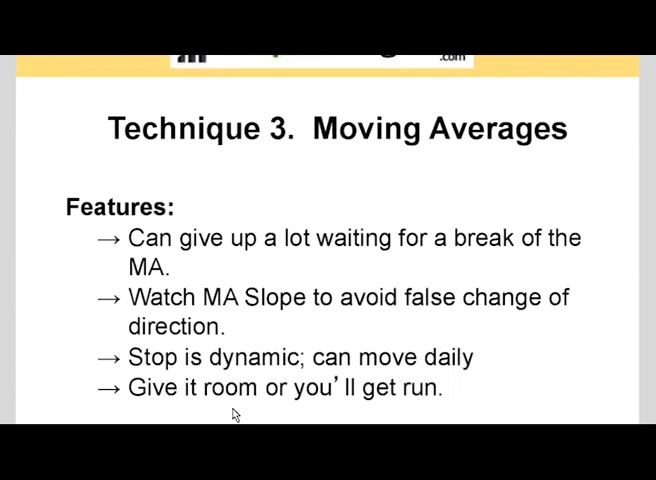 .com
Technique 3.  Moving Averages
Features:
→ Can give up a lot waiting for a break of the
MA.
→ Watch MA Slope to avoid false change of
direction.
→ Stop is dynamic; can move daily
→ Give it room or you’ll get run.